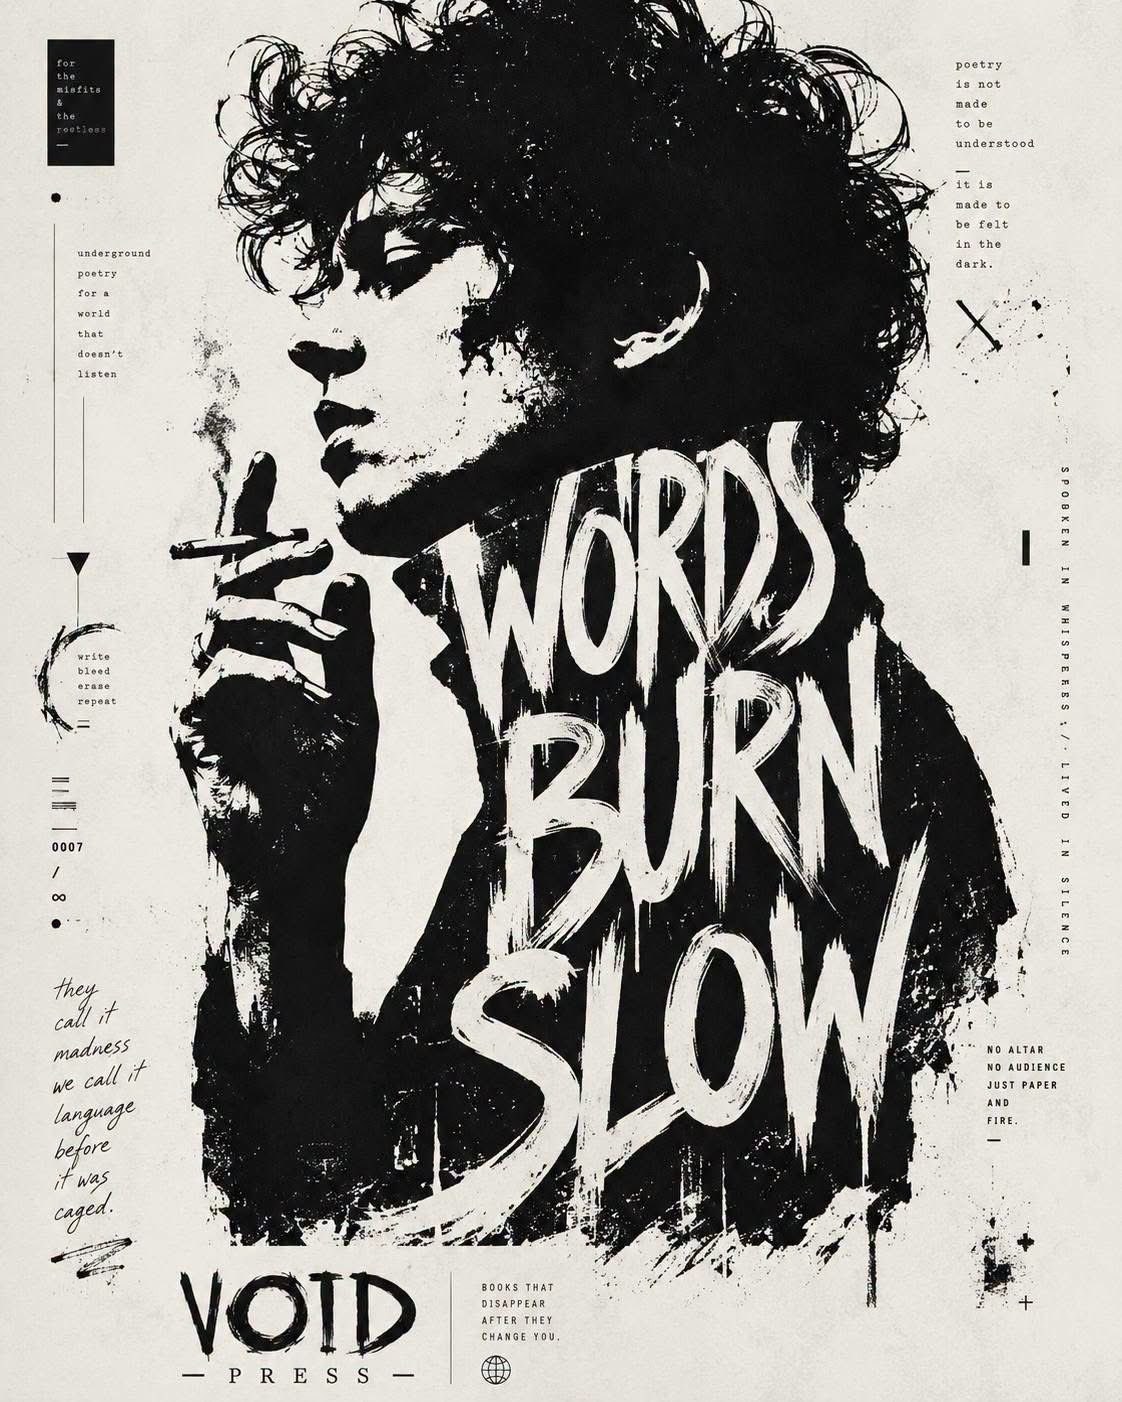 for
the
misfits
&
the
restless
—
underground
poetry
for a
world
that
doesn't
listen
write
bleed
erase
repeat
0007
/
∞
they
call it
madness
we call it
language
before
it was
caged.
poetry
is not
made
to be
understood
—
it is
made to
be felt
in the
dark.
WORDS
BURN
SLOW
SPOBKEN IN WHISPERS // LIVED IN SILENCE
NO ALTAR
NO AUDIENCE
JUST PAPER
AND
FIRE.
—
VOID
— PRESS —
BOOKS THAT
DISAPPEAR
AFTER THEY
CHANGE YOU.